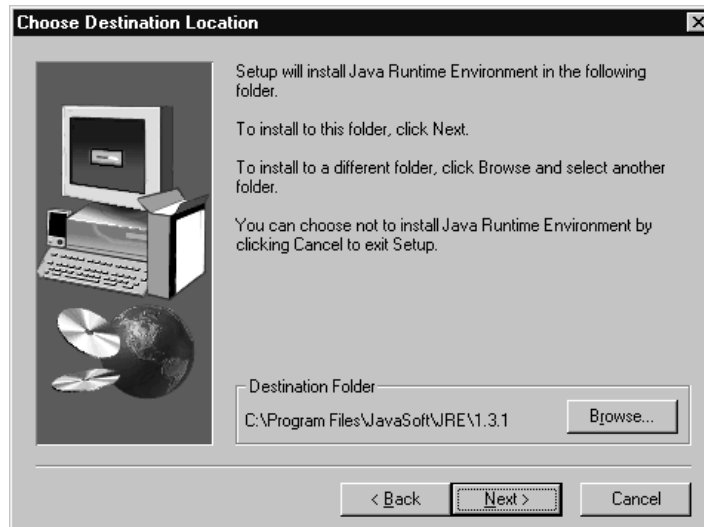 Choose Destination Location
Setup will install Java Runtime Environment in the following
folder.
To install to this folder, click Next.
To install to a different folder, click Browse and select another
folder.
You can choose not to install Java Runtime Environment by
clicking Cancel to exit Setup.
Destination Folder
C:\Program Files\JavaSoft\JRE\1.3.1
Browse...
< Back
Next >
Cancel